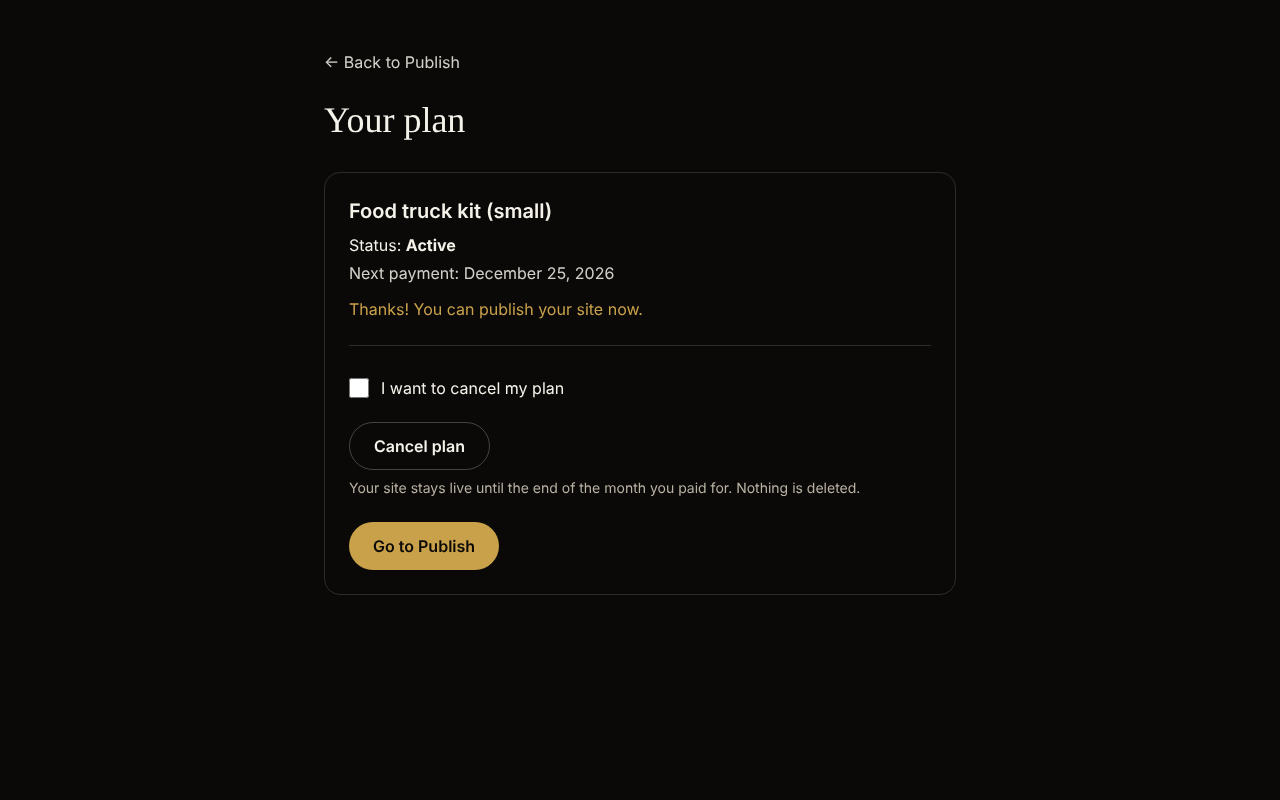 ← Back to Publish
Your plan
Food truck kit (small)
Status: Active
Next payment: December 25, 2026
Thanks! You can publish your site now.
I want to cancel my plan
Cancel plan
Your site stays live until the end of the month you paid for. Nothing is deleted.
Go to Publish